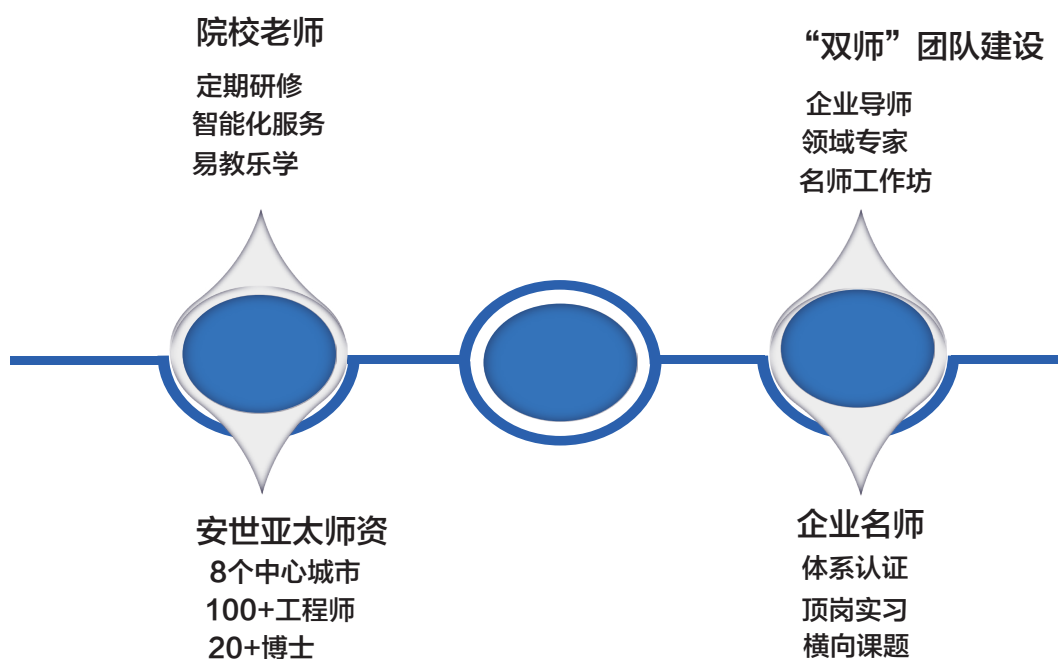 院校老师
定期研修
智能化服务
易教乐学
“双师”团队建设
企业导师
领域专家
名师工作坊
安世亚太师资
8个中心城市
100+工程师
20+博士
企业名师
体系认证
顶岗实习
横向课题